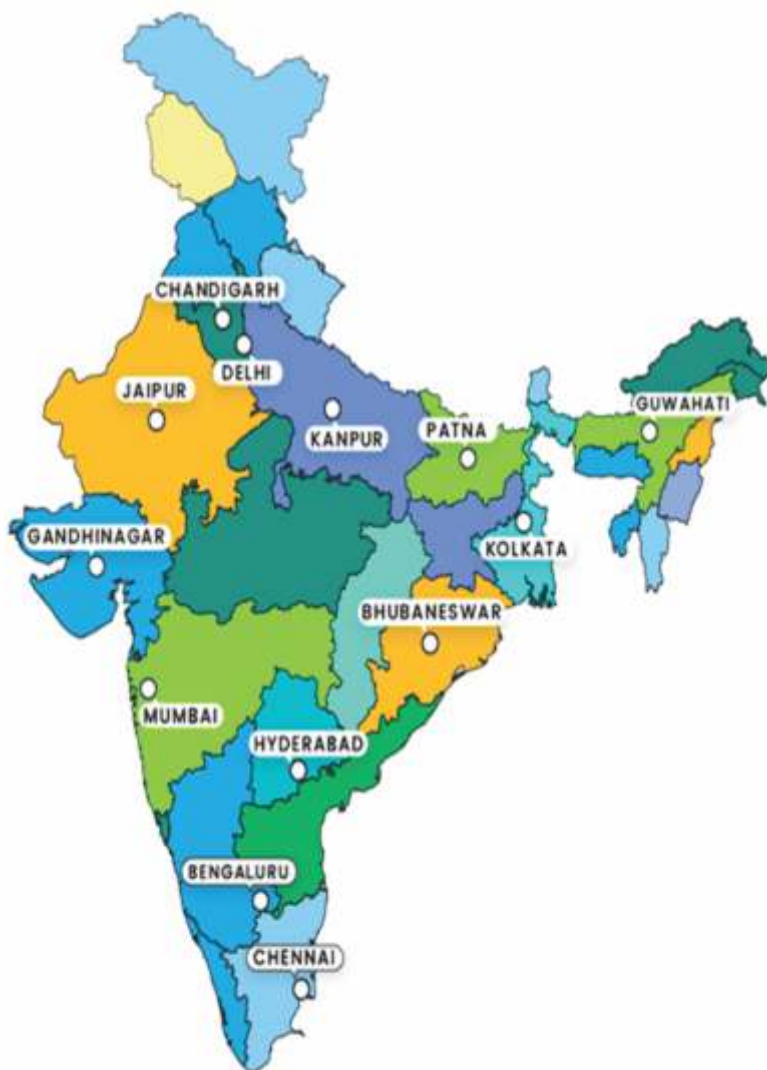 CHANDIGARH
DELHI
JAIPUR
KANPUR
PATNA
GUWAHATI
GANDHINAGAR
KOLKATA
BHUBANESWAR
MUMBAI
HYDERABAD
BENGALURU
CHENNAI